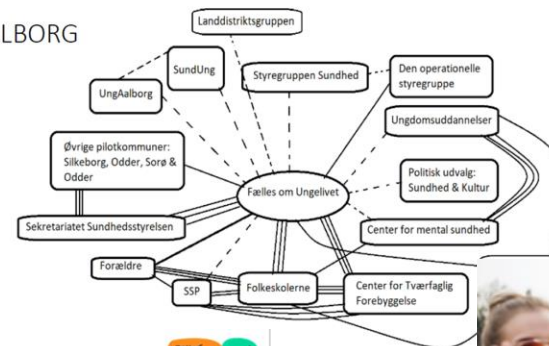 LBORG
Landdistriktsgruppen
SundUng
UngAalborg
Styregruppen Sundhed
Den operationelle
styregruppe
Ungdomsuddannelser
Øvrige pilotkommuner:
Silkeborg, Odder, Sorø &
Odder
Fælles om Ungelivet
Politisk udvalg:
Sundhed & Kultur
Sekretariatet Sundhedsstyrelsen
Center for mental sundhed
Forældre
SSP
Folkeskolerne
Center for Tværfaglig
Forebyggelse